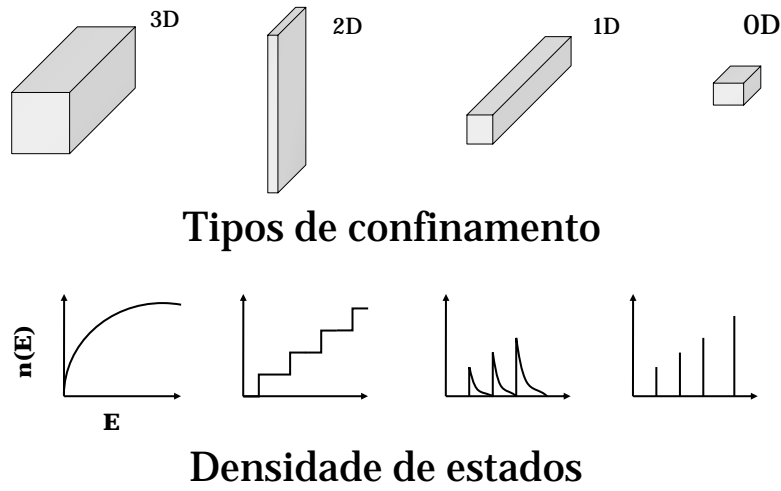 3D
2D
1D
0D
Tipos de confinamento
n(E)
E
Densidade de estados